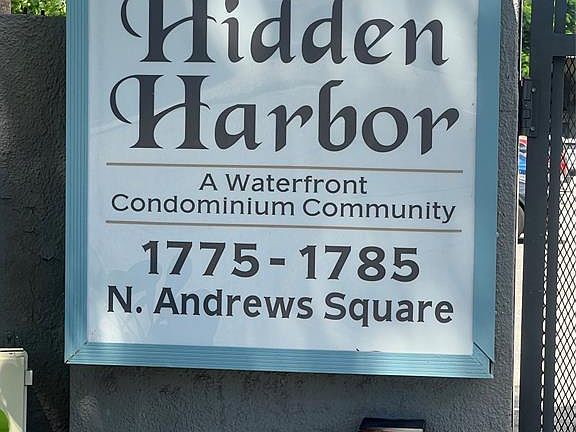 Hidden
Harbor
A Waterfront
Condominium Community
1775 - 1785
N. Andrews Square